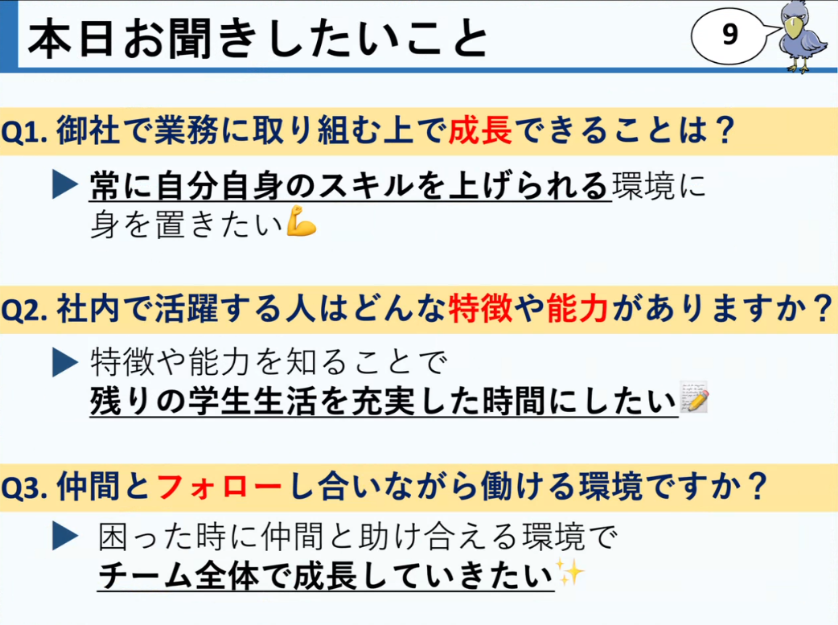 本日お聞きしたいこと
9
Q1. 御社で業務に取り組む上で成長できることは？
▶ 常に自分自身のスキルを上げられる環境に
身を置きたい💪
Q2. 社内で活躍する人はどんな特徴や能力がありますか？
▶ 特徴や能力を知ることで
残りの学生生活を充実した時間にしたい📝
Q3. 仲間とフォローし合いながら働ける環境ですか？
▶ 困った時に仲間と助け合える環境で
チーム全体で成長していきたい✨